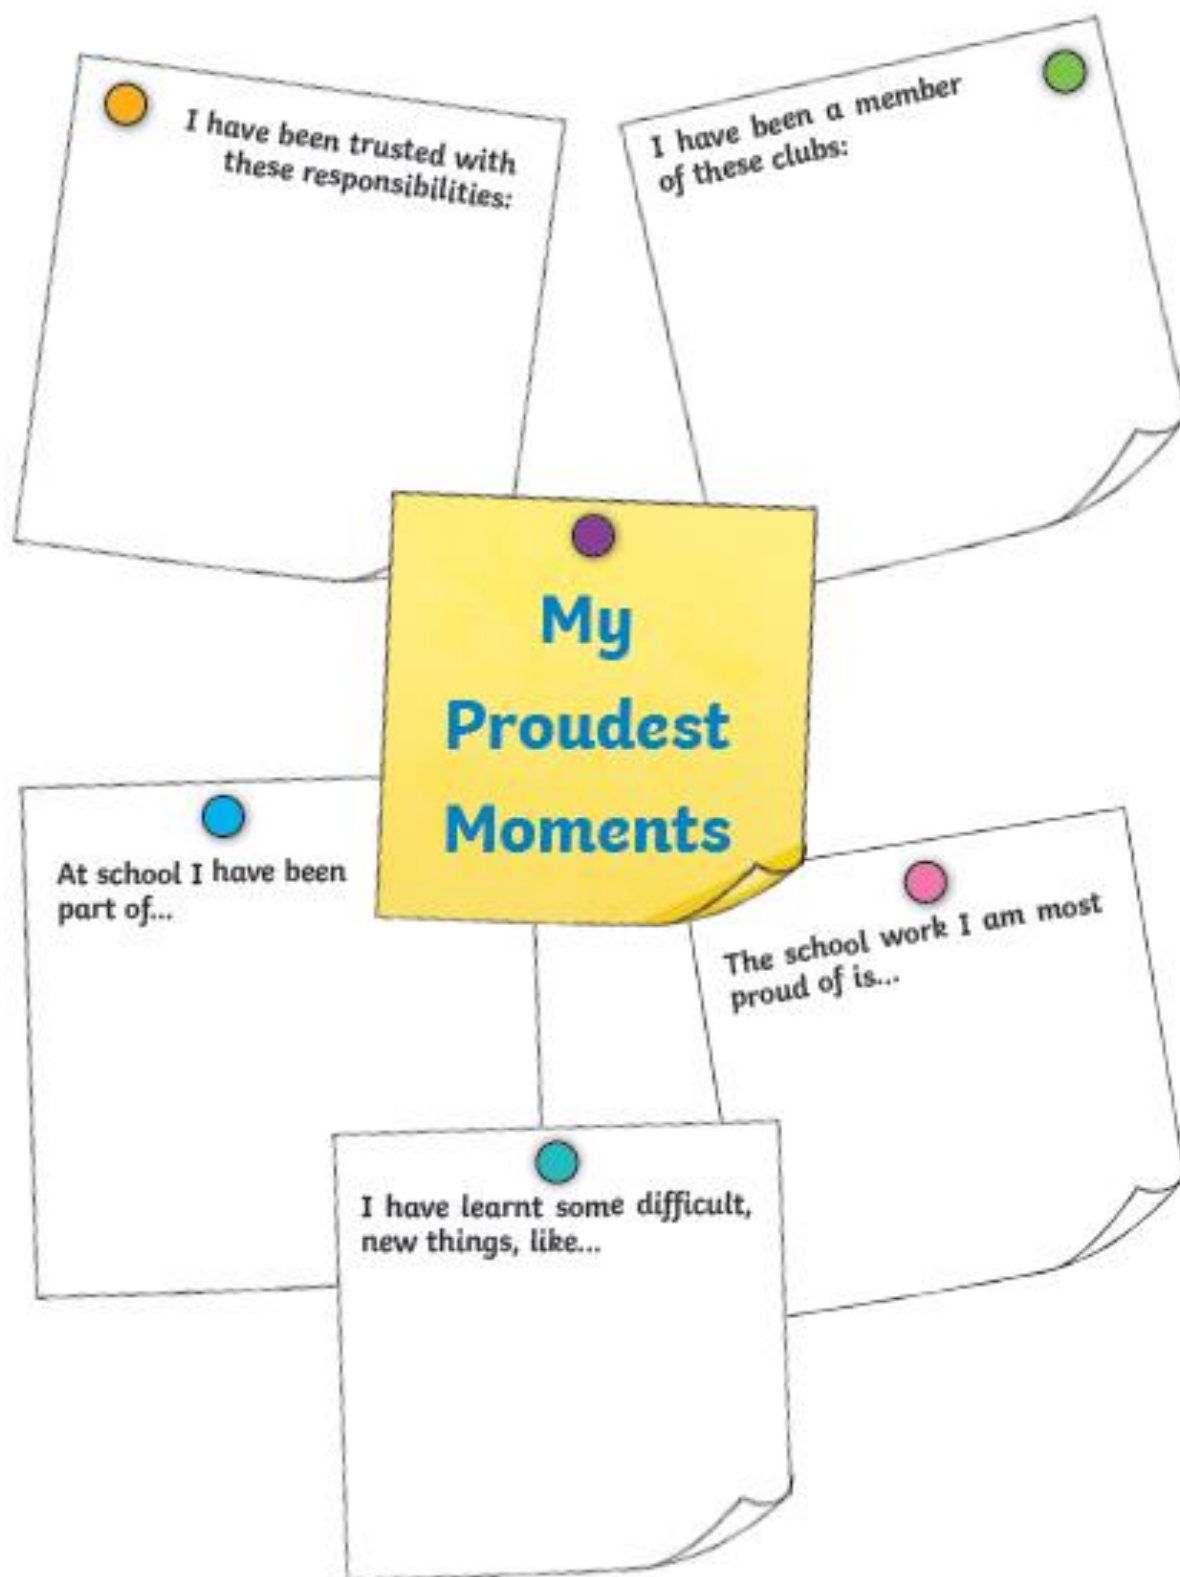 I have been trusted with
these responsibilities:
I have been a member
of these clubs:
My
Proudest
Moments
At school I have been
part of...
The school work I am most
proud of is...
I have learnt some difficult,
new things, like...